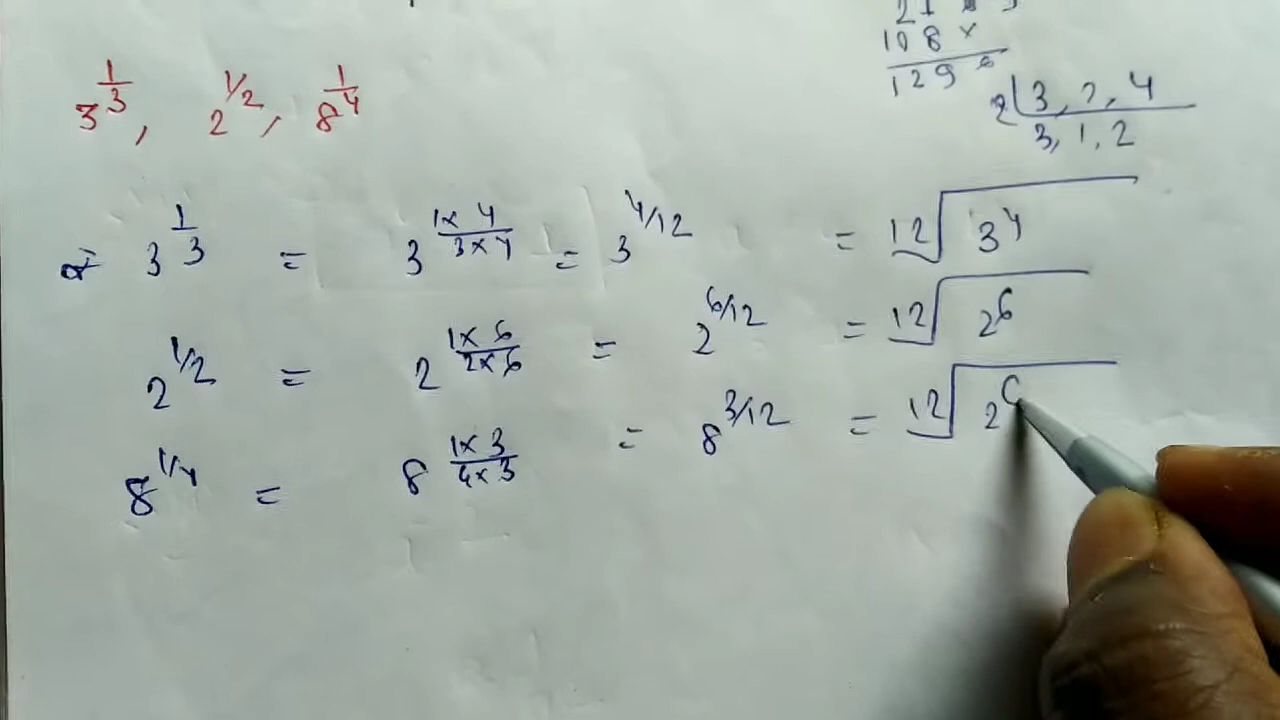 108 ×
129
3^{1/3}, 2^{1/2}, 8^{1/4}
2 | 3, 2, 4
3, 1, 2
3^{1/3} = 3^{(1×4)/(3×4)} = 3^{4/12} = \sqrt[12]{3^4}
2^{1/2} = 2^{(1×6)/(2×6)} = 2^{6/12} = \sqrt[12]{2^6}
8^{1/4} = 8^{(1×3)/(4×3)} = 8^{3/12} = \sqrt[12]{2